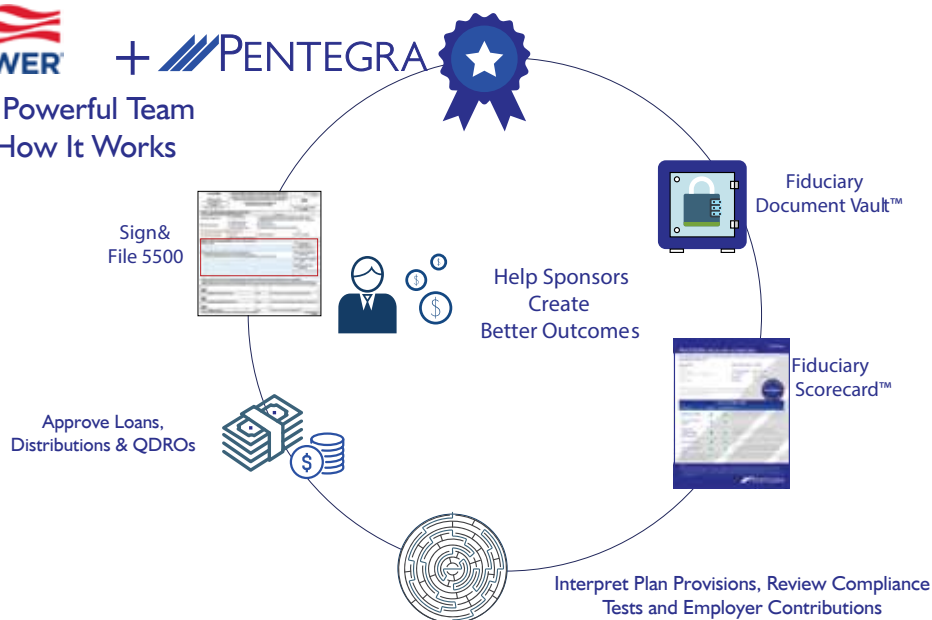 WER
+ PENTEGRA
Powerful Team
How It Works
Fiduciary
Document Vault™
Sign&
File 5500
Help Sponsors
Create
Better Outcomes
Fiduciary
Scorecard™
Approve Loans,
Distributions & QDROs
Interpret Plan Provisions, Review Compliance
Tests and Employer Contributions